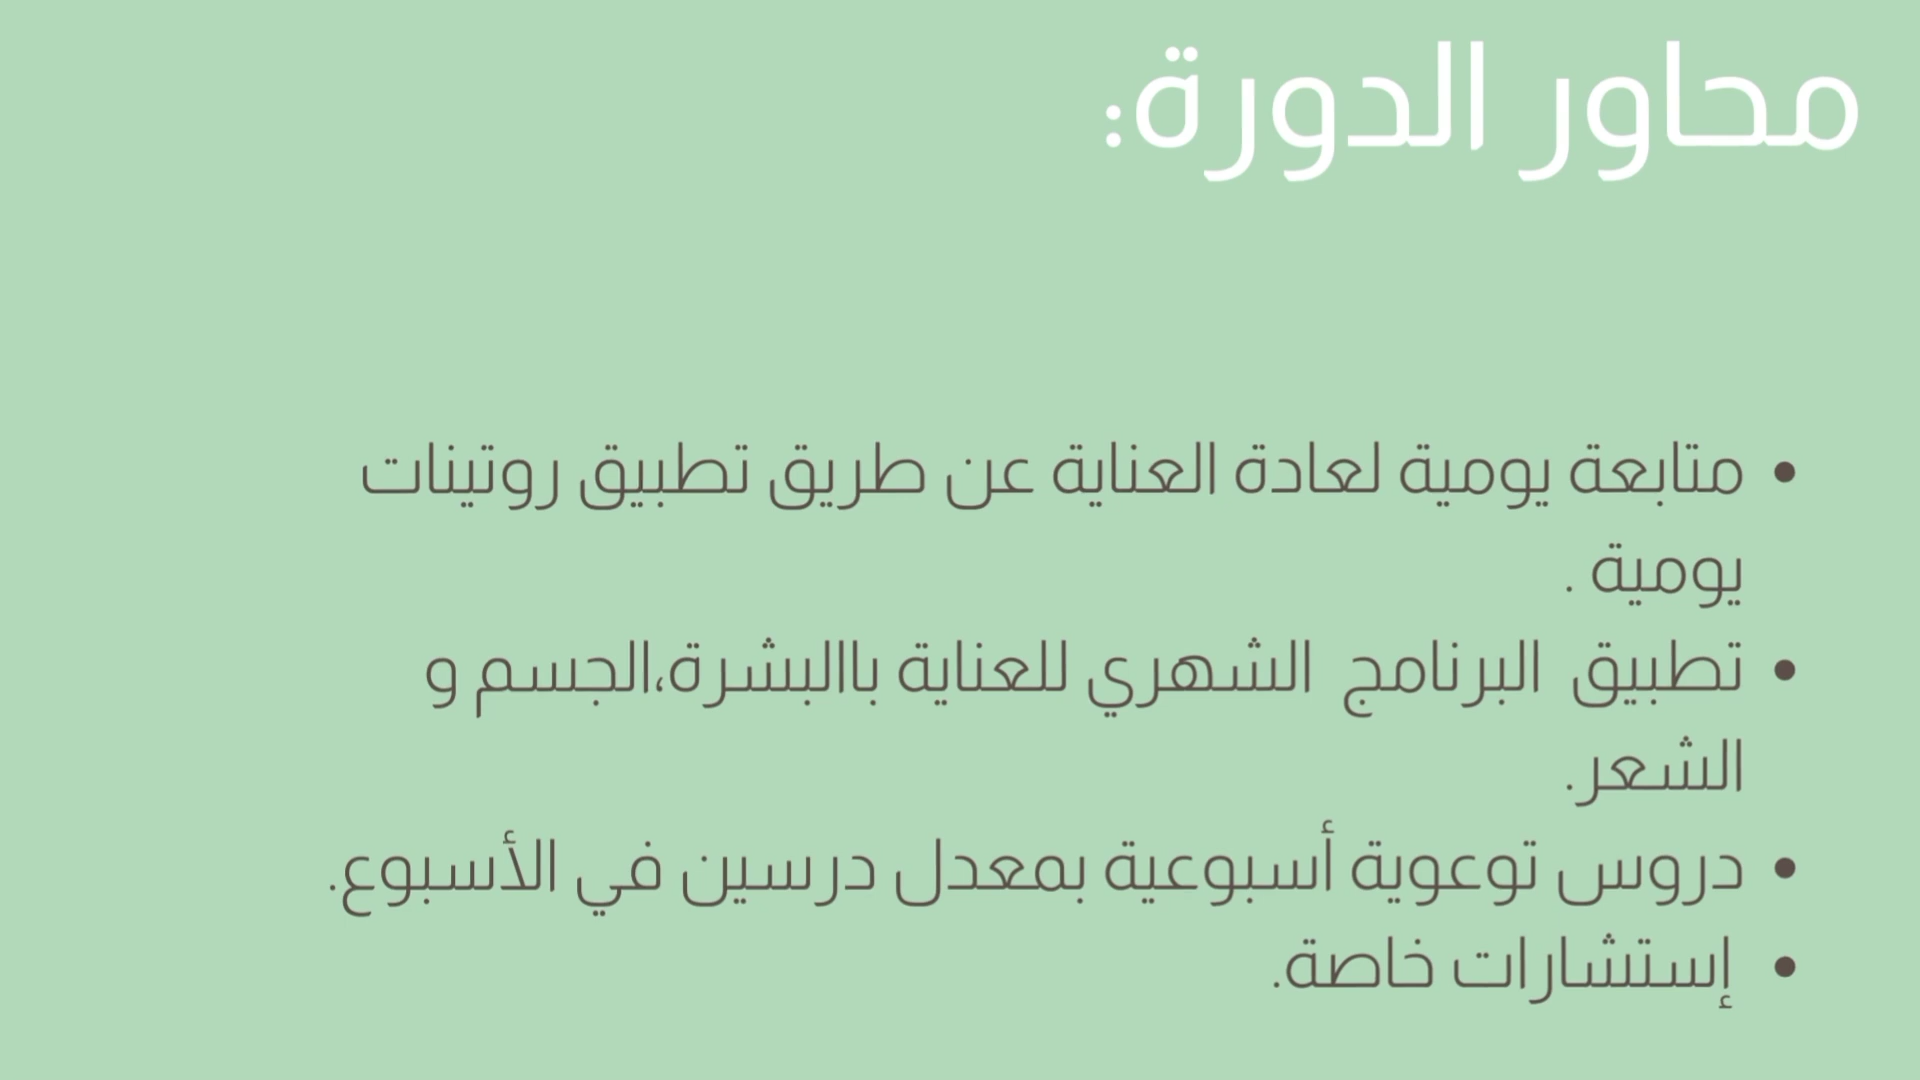 محاور الدورة:
• متابعة يومية لعادة العناية عن طريق تطبيق روتينات
يومية .
• تطبيق البرنامج الشهري للعناية باالبشرة،الجسم و
الشعر.
• دروس توعوية أسبوعية بمعدل درسين في الأسبوع.
• إستشارات خاصة.